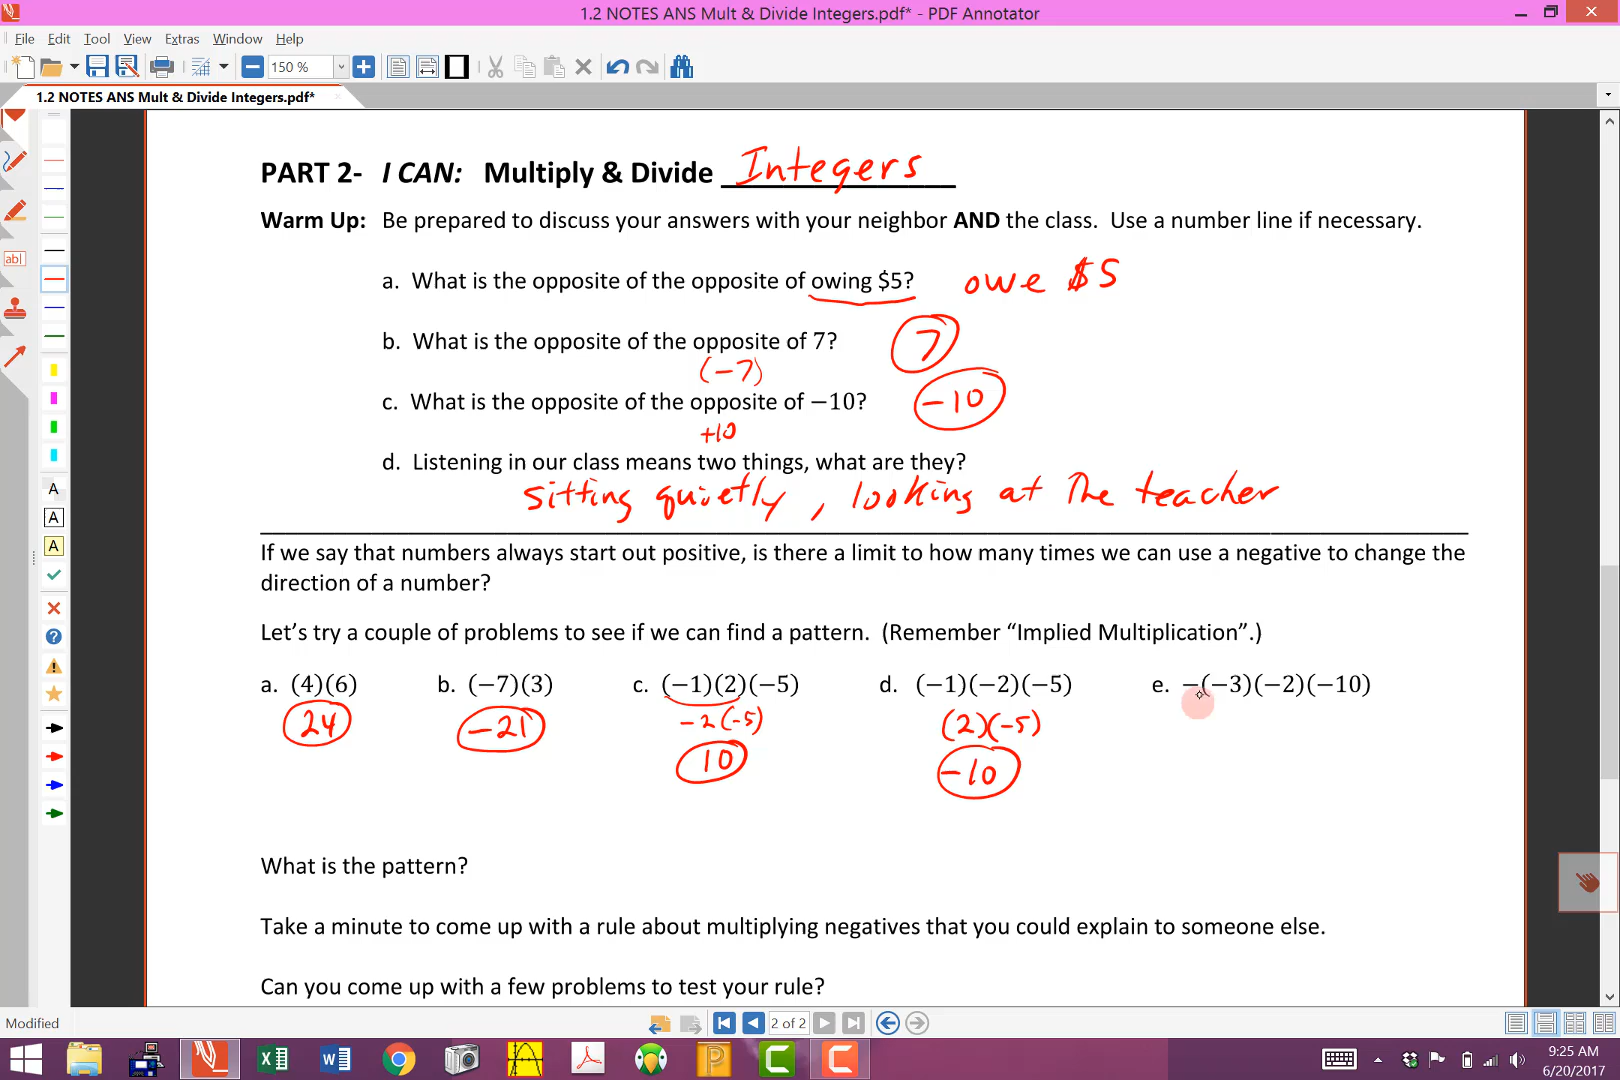 1.2 NOTES ANS Mult & Divide Integers.pdf* - PDF Annotator
File Edit Tool View Extras Window Help
150 %
1.2 NOTES ANS Mult & Divide Integers.pdf*
PART 2- I CAN: Multiply & Divide Integers
Warm Up: Be prepared to discuss your answers with your neighbor AND the class. Use a number line if necessary.
a. What is the opposite of the opposite of owing $5? owe $5
b. What is the opposite of the opposite of 7? 7
(-7)
c. What is the opposite of the opposite of −10? -10
+10
d. Listening in our class means two things, what are they?
sitting quietly, looking at The teacher
If we say that numbers always start out positive, is there a limit to how many times we can use a negative to change the
direction of a number?
Let's try a couple of problems to see if we can find a pattern. (Remember "Implied Multiplication".)
a. (4)(6) b. (−7)(3) c. (−1)(2)(−5) d. (−1)(−2)(−5) e. −(−3)(−2)(−10)
24 -21 -2(-5) (2)(-5)
10 -10
What is the pattern?
Take a minute to come up with a rule about multiplying negatives that you could explain to someone else.
Can you come up with a few problems to test your rule?
Modified 2 of 2
9:25 AM
6/20/2017